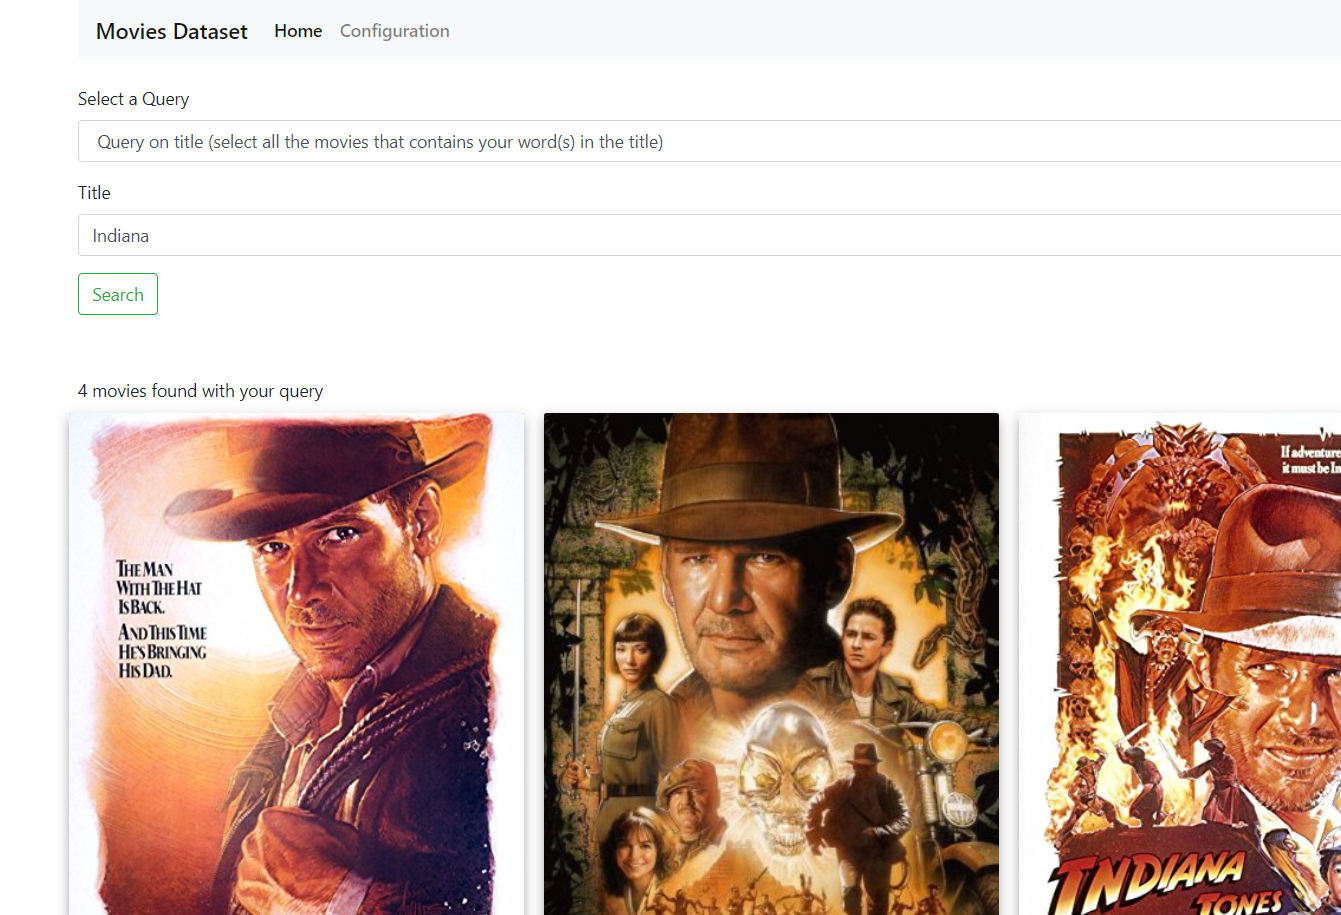 Movies Dataset Home Configuration
Select a Query
Query on title (select all the movies that contains your word(s) in the title)
Title
Indiana
Search
4 movies found with your query
THE MAN
WITH THE HAT
IS BACK.
AND THIS TIME
HE'S BRINGING
HIS DAD.
If adventure
it must be In
INDIANA
JONES